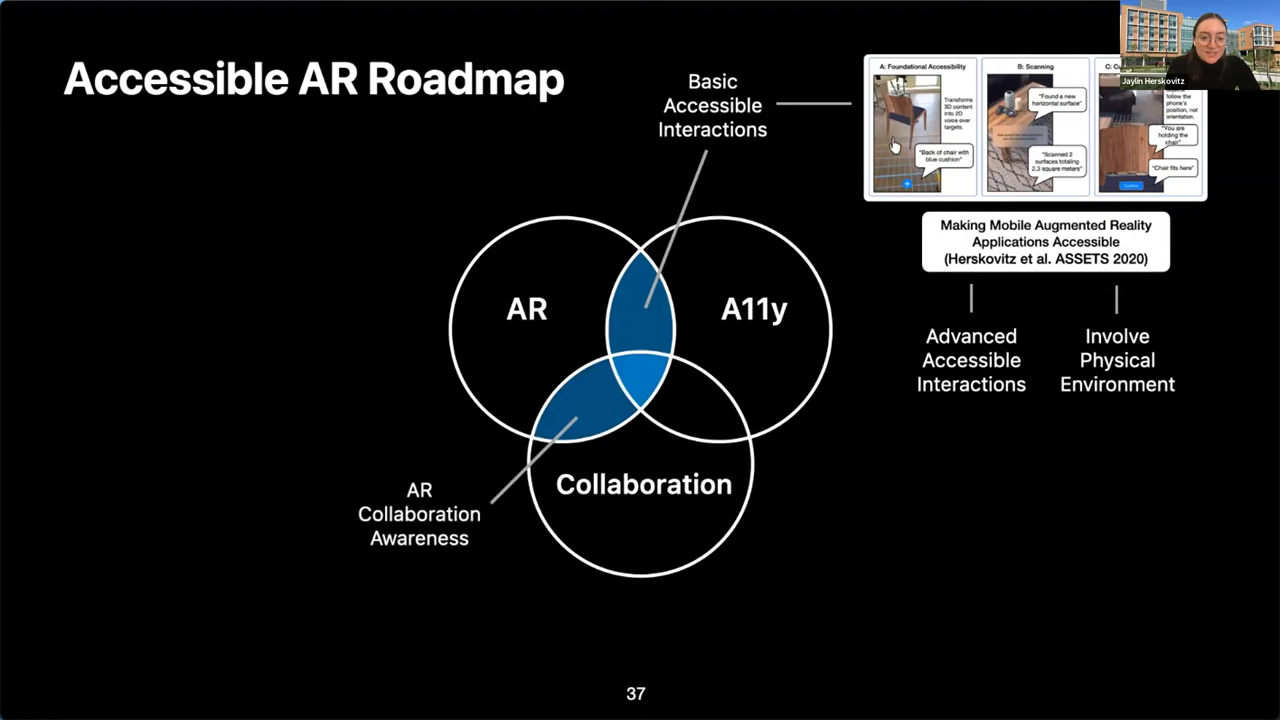 Accessible AR Roadmap
Basic
Accessible
Interactions
Jaylin Herskovitz
A: Foundational Accessibility
Transforms
3D content
into 2D
voice over
targets.
"Back of chair with
blue cushion"
B: Scanning
"Found a new
horizontal surface"
"Scanned 2
surfaces totaling
2.3 square meters"
follow the
phone's
position, not
orientation.
"You are
holding the
chair"
"Chair fits here"
Confirm
Making Mobile Augmented Reality
Applications Accessible
(Herskovitz et al. ASSETS 2020)
Advanced
Accessible
Interactions
Involve
Physical
Environment
AR
A11y
Collaboration
AR
Collaboration
Awareness
37